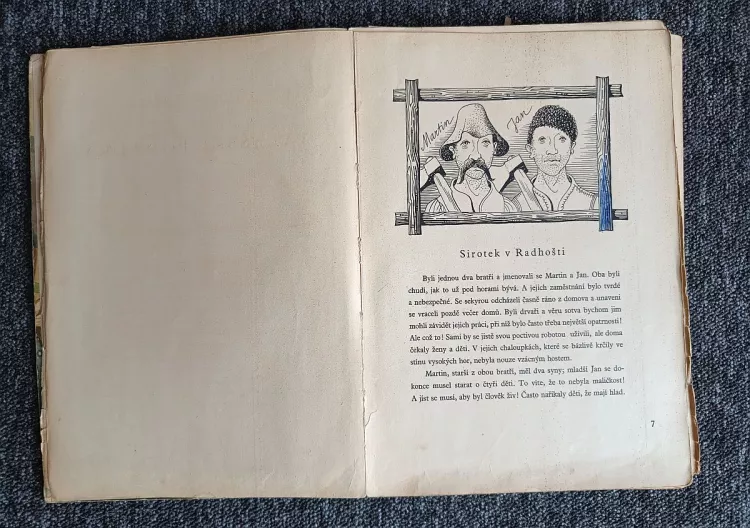 Martin
Jan
Sirotek v Radhošti
Byli jednou dva bratři a jmenovali se Martin a Jan. Oba byli
chudí, jak to už pod horami bývá. A jejich zaměstnání bylo tvrdé
a nebezpečné. Se sekyrou odcházeli časně ráno z domova a unaveni
se vraceli pozdě večer domů. Byli drvaři a věru sotva bychom jim
mohli závidět jejich práci, při níž bylo často třeba největší opatrnosti!
Ale což to! Sami by se jistě svou poctivou robotou uživili, ale doma
čekaly ženy a děti. V jejich chaloupkách, které se bázlivě krčily ve
stínu vysokých hor, nebyla nouze vzácným hostem.
Martin, starší z obou bratří, měl dva syny; mladší Jan se do-
konce musel starat o čtyři děti. To víte, že to nebyla maličkost!
A jíst se musí, aby byl člověk živ! Často naříkaly děti, že mají hlad.
7